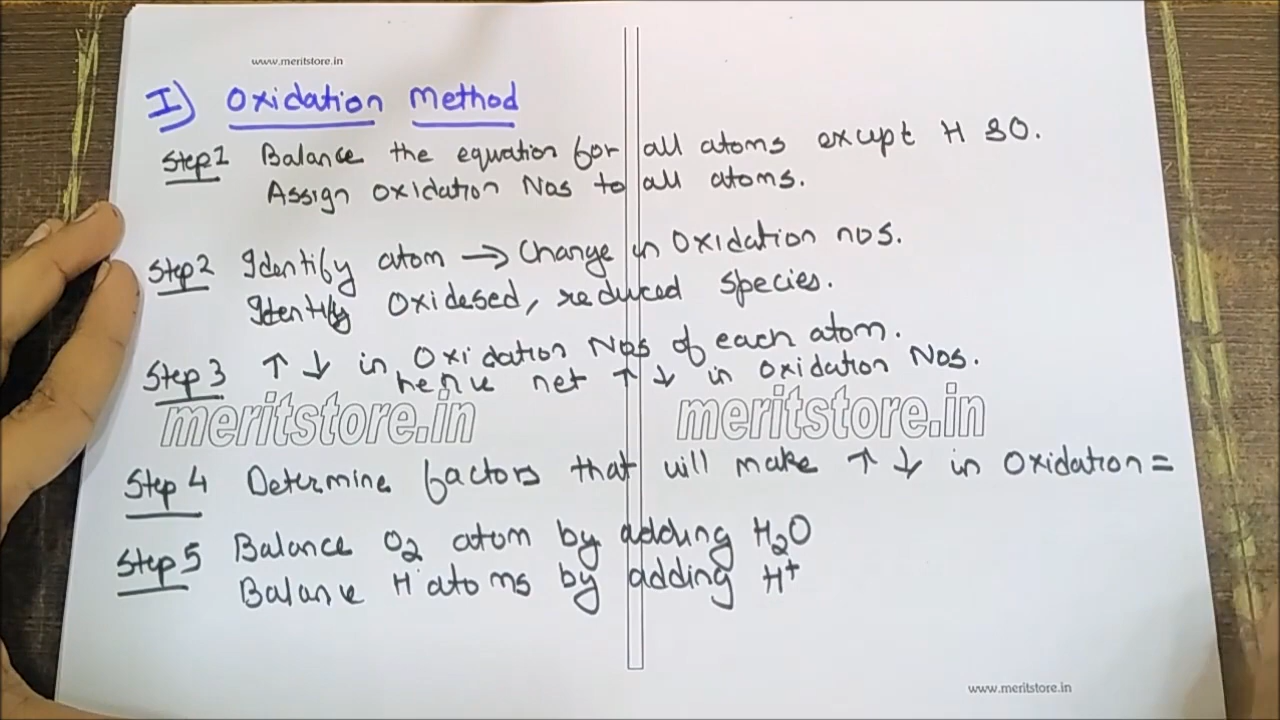 www.meritstore.in
I) Oxidation Method
Step1 Balance the equation for all atoms except H & O.
Assign oxidation Nos to all atoms.
Step2 Identify atom → Change in Oxidation nos.
Identify Oxidesed, reduced Species.
Step 3 ↑ ↓ in Oxidation Nos of each atom.
hence net ↑ ↓ in oxidation Nos.
meritstore.in meritstore.in
Step 4 Determine factors that will make ↑ ↓ in Oxidation =
Step 5 Balance O2 atom by adding H2O
Balance H atoms by adding H+
www.meritstore.in